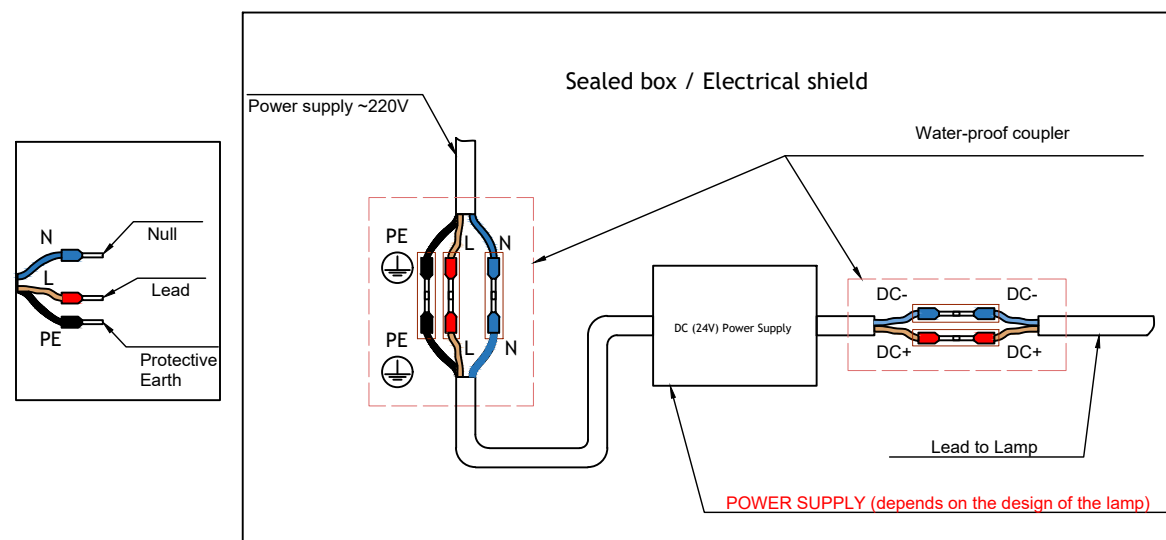 Sealed box / Electrical shield
Power supply ~220V
Water-proof coupler
N
Null
L
Lead
PE
Protective
Earth
PE
L
N
PE
L
N
DC (24V) Power Supply
DC-
DC-
DC+
DC+
Lead to Lamp
POWER SUPPLY (depends on the design of the lamp)